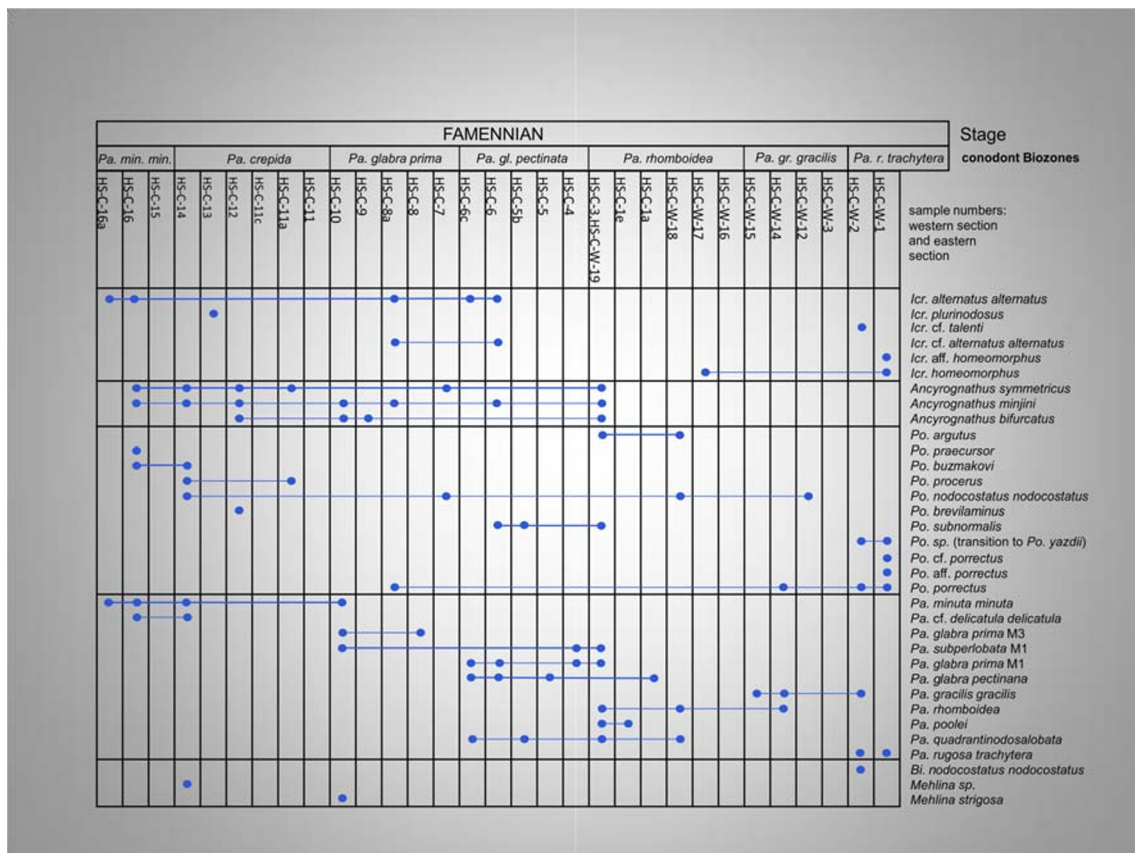 FAMENNIAN Stage
Pa. min. min. Pa. crepida Pa. glabra prima Pa. gl. pectinata Pa. rhomboidea Pa. gr. gracilis Pa. r. trachytera conodont Biozones
HS-C-16a
HS-C-16
HS-C-15
HS-C-14
HS-C-13
HS-C-12
HS-C-11c
HS-C-11a
HS-C-11
HS-C-10
HS-C-9
HS-C-8a
HS-C-8
HS-C-7
HS-C-6c
HS-C-6
HS-C-5b
HS-C-5
HS-C-4
HS-C-3,HS-C-W-19
HS-C-1e
HS-C-1a
HS-C-W-18
HS-C-W-17
HS-C-W-16
HS-C-W-15
HS-C-W-14
HS-C-W-12
HS-C-W-3
HS-C-W-2
HS-C-W-1
sample numbers:
western section
and eastern
section
Icr. alternatus alternatus
Icr. plurinodosus
Icr. cf. talenti
Icr. cf. alternatus alternatus
Icr. aff. homeomorphus
Icr. homeomorphus
Ancyrognathus symmetricus
Ancyrognathus minjini
Ancyrognathus bifurcatus
Po. argutus
Po. praecursor
Po. buzmakovi
Po. procerus
Po. nodocostatus nodocostatus
Po. brevilaminus
Po. subnormalis
Po. sp. (transition to Po. yazdii)
Po. cf. porrectus
Po. aff. porrectus
Po. porrectus
Pa. minuta minuta
Pa. cf. delicatula delicatula
Pa. glabra prima M3
Pa. subperlobata M1
Pa. glabra prima M1
Pa. glabra pectinana
Pa. gracilis gracilis
Pa. rhomboidea
Pa. poolei
Pa. quadrantinodosalobata
Pa. rugosa trachytera
Bi. nodocostatus nodocostatus
Mehlina sp.
Mehlina strigosa